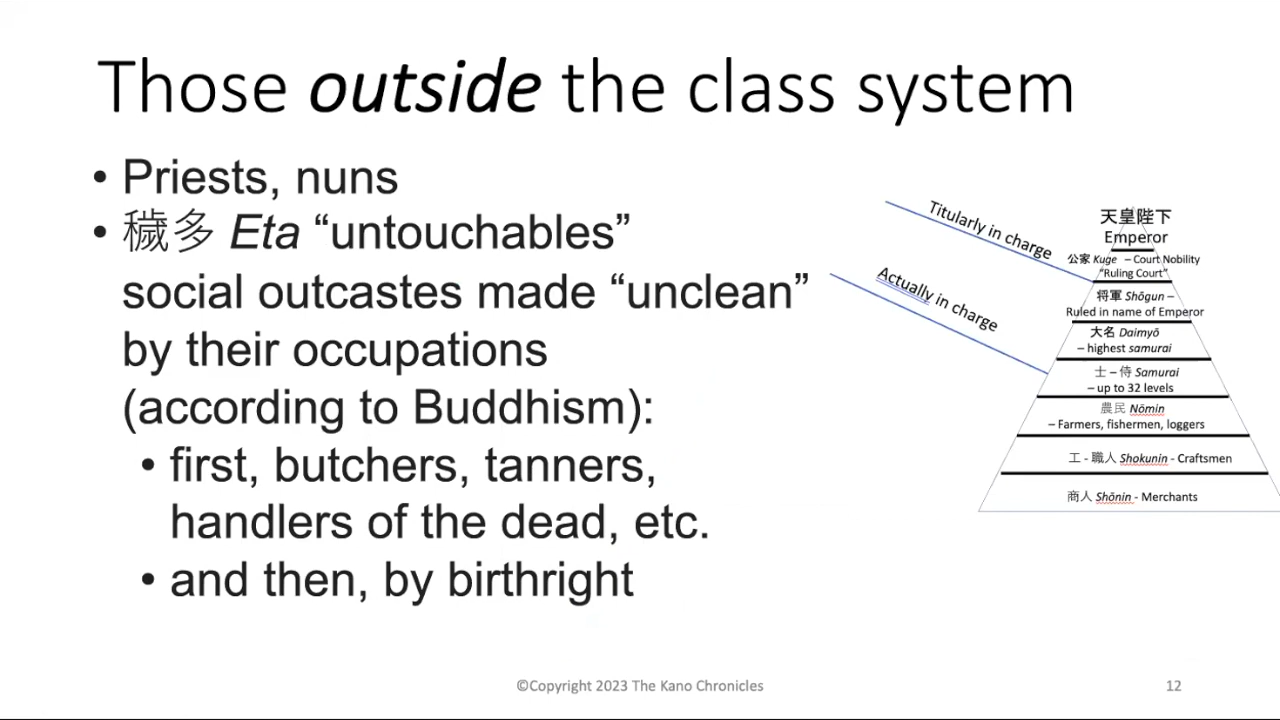 Those outside the class system
• Priests, nuns
• 穢多 Eta “untouchables”
social outcastes made “unclean”
by their occupations
(according to Buddhism):
• first, butchers, tanners,
handlers of the dead, etc.
• and then, by birthright
Titularly in charge
Actually in charge
天皇陛下
Emperor
公家 Kuge – Court Nobility
“Ruling Court”
将軍 Shōgun –
Ruled in name of Emperor
大名 Daimyō
– highest samurai
士 – 侍 Samurai
– up to 32 levels
農民 Nōmin
– Farmers, fishermen, loggers
工 - 職人 Shokunin - Craftsmen
商人 Shōnin - Merchants
©Copyright 2023 The Kano Chronicles
12